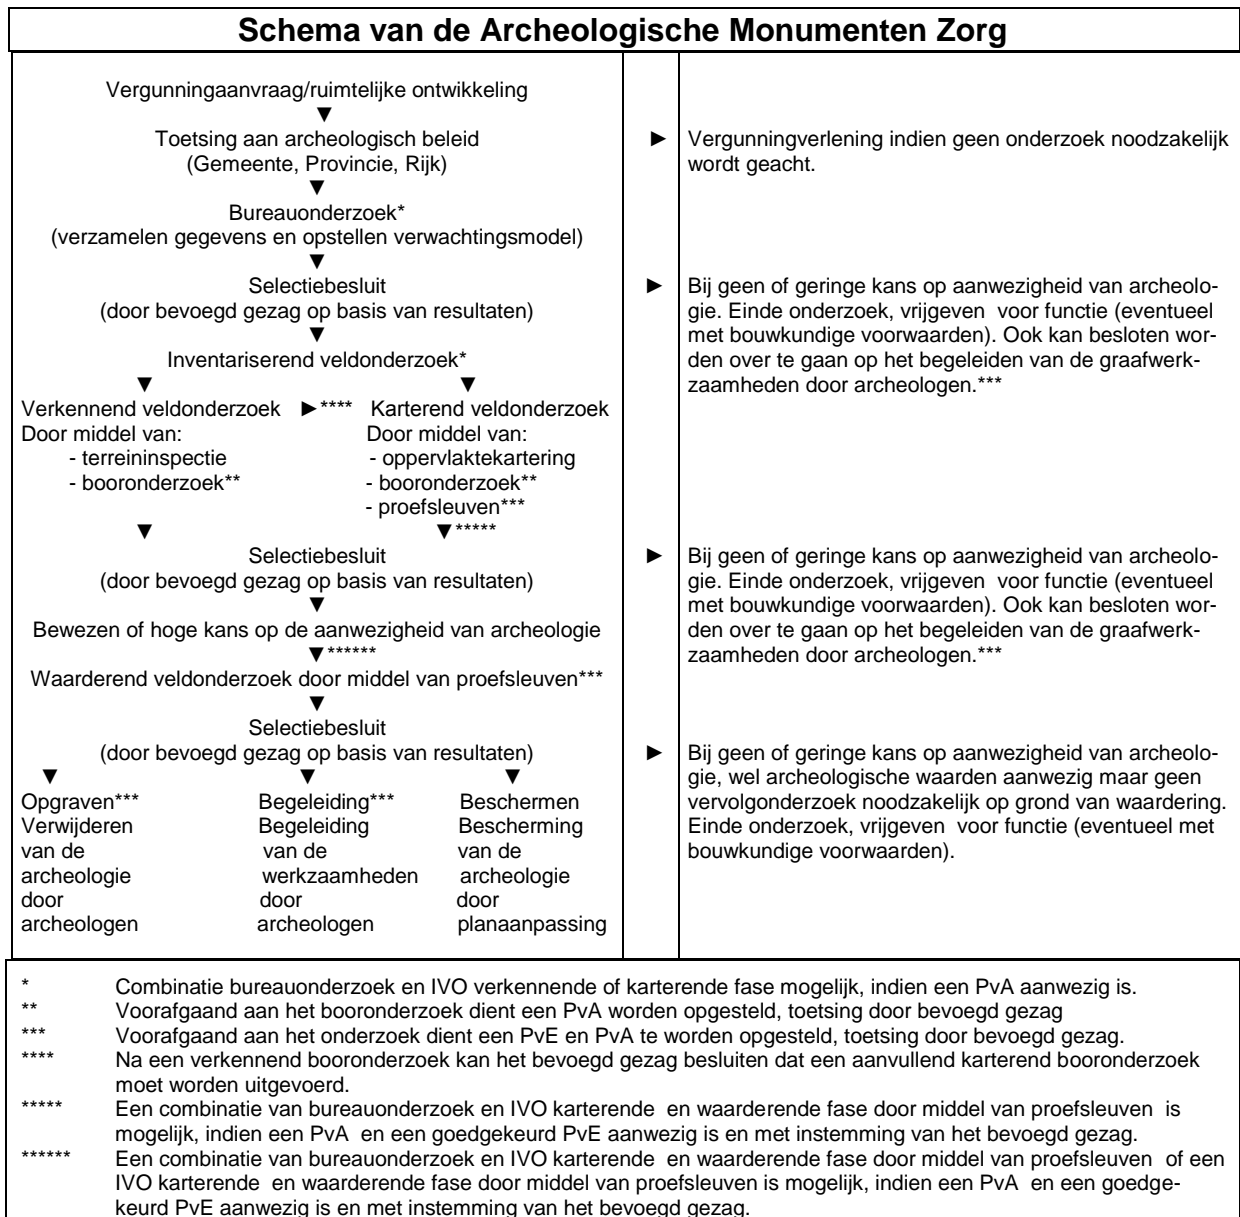 Schema van de Archeologische Monumenten Zorg
Vergunningaanvraag/ruimtelijke ontwikkeling
▼
Toetsing aan archeologisch beleid
(Gemeente, Provincie, Rijk)
▼
► Vergunningverlening indien geen onderzoek noodzakelijk
wordt geacht.
Bureauonderzoek*
(verzamelen gegevens en opstellen verwachtingsmodel)
▼
Selectiebesluit
(door bevoegd gezag op basis van resultaten)
▼
► Bij geen of geringe kans op aanwezigheid van archeolo-
gie. Einde onderzoek, vrijgeven voor functie (eventueel
met bouwkundige voorwaarden). Ook kan besloten wor-
den over te gaan op het begeleiden van de graafwerk-
zaamheden door archeologen.***
Inventariserend veldonderzoek*
▼ ▼
Verkennend veldonderzoek ►**** Karterend veldonderzoek
Door middel van: Door middel van:
- terreininspectie - oppervlaktekartering
- booronderzoek** - booronderzoek**
- proefsleuven***
▼ ▼*****
Selectiebesluit
(door bevoegd gezag op basis van resultaten)
▼
► Bij geen of geringe kans op aanwezigheid van archeolo-
gie. Einde onderzoek, vrijgeven voor functie (eventueel
met bouwkundige voorwaarden). Ook kan besloten wor-
den over te gaan op het begeleiden van de graafwerk-
zaamheden door archeologen.***
Bewezen of hoge kans op de aanwezigheid van archeologie
▼******
Waarderend veldonderzoek door middel van proefsleuven***
▼
Selectiebesluit
(door bevoegd gezag op basis van resultaten)
▼ ▼ ▼
► Bij geen of geringe kans op aanwezigheid van archeolo-
gie, wel archeologische waarden aanwezig maar geen
vervolgonderzoek noodzakelijk op grond van waardering.
Einde onderzoek, vrijgeven voor functie (eventueel met
bouwkundige voorwaarden).
Opgraven*** Begeleiding*** Beschermen
Verwijderen Begeleiding Bescherming
van de van de van de
archeologie werkzaamheden archeologie
door door door
archeologen archeologen planaanpassing
* Combinatie bureauonderzoek en IVO verkennende of karterende fase mogelijk, indien een PvA aanwezig is.
** Voorafgaand aan het booronderzoek dient een PvA worden opgesteld, toetsing door bevoegd gezag
*** Voorafgaand aan het onderzoek dient een PvE en PvA te worden opgesteld, toetsing door bevoegd gezag.
**** Na een verkennend booronderzoek kan het bevoegd gezag besluiten dat een aanvullend karterend booronderzoek
moet worden uitgevoerd.
***** Een combinatie van bureauonderzoek en IVO karterende en waarderende fase door middel van proefsleuven is
mogelijk, indien een PvA en een goedgekeurd PvE aanwezig is en met instemming van het bevoegd gezag.
****** Een combinatie van bureauonderzoek en IVO karterende en waarderende fase door middel van proefsleuven of een
IVO karterende en waarderende fase door middel van proefsleuven is mogelijk, indien een PvA en een goedge-
keurd PvE aanwezig is en met instemming van het bevoegd gezag.